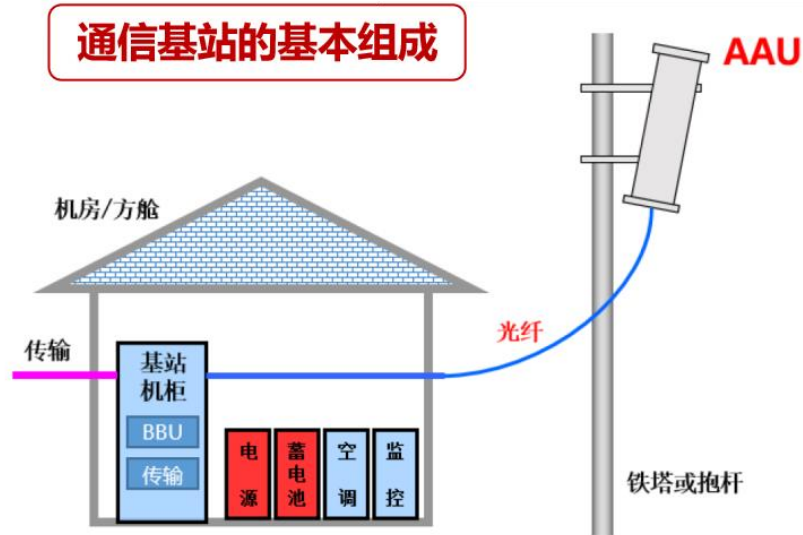 通信基站的基本组成
AAU
机房/方舱
光纤
传输
基站
机柜
BBU
传输
电源
蓄电池
空调
监控
铁塔或抱杆